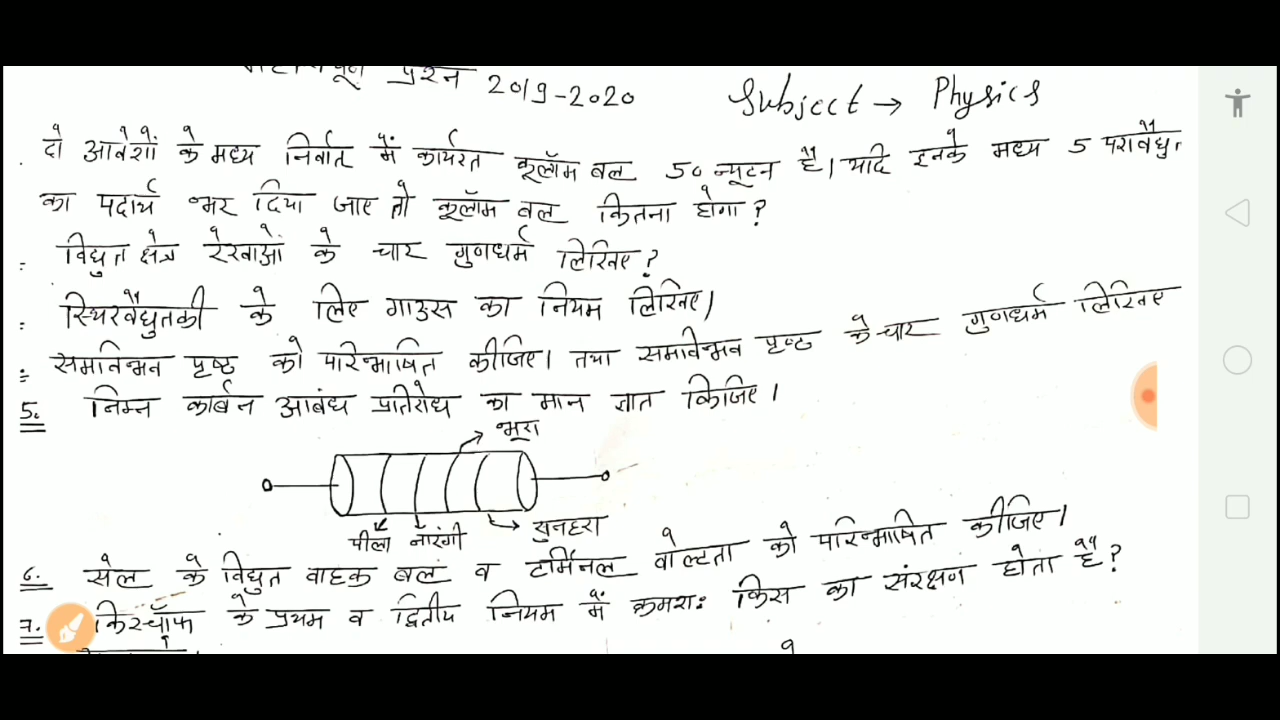 प्रश्न 2019-2020 Subject → Physics
दो आवेशों के मध्य निर्वात में कार्यरत कूलॉम बल 50 न्यूटन है। यदि इनके मध्य 5 परावैद्युत
का पदार्थ भर दिया जाए तो कूलॉम बल कितना होगा?
विद्युत क्षेत्र रेखाओं के चार गुणधर्म लिखिए?
स्थिरवैद्युतकी के लिए गाउस का नियम लिखिए।
समविभव पृष्ठ को परिभाषित कीजिए। तथा समविभव पृष्ठ के चार गुणधर्म लिखिए
5. निम्न कार्बन आबंध प्रतिरोध का मान ज्ञात किजिए।
भूरा
पीला नारंगी सुनहरा
6. सेल के विद्युत वाहक बल व टर्मिनल वोल्टता को परिभाषित कीजिए।
7. किरचॉफ के प्रथम व द्वितीय नियम में क्रमशः किस का संरक्षण होता है?